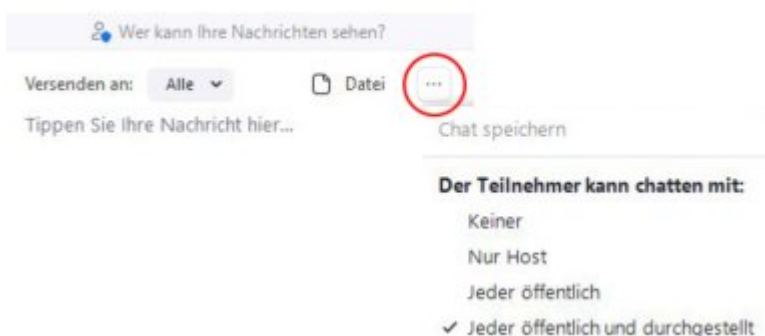 Wer kann Ihre Nachrichten sehen?
Versenden an: Alle Datei ...
Tippen Sie Ihre Nachricht hier...
Chat speichern
Der Teilnehmer kann chatten mit:
Keiner
Nur Host
Jeder öffentlich
✓ Jeder öffentlich und durchgestellt